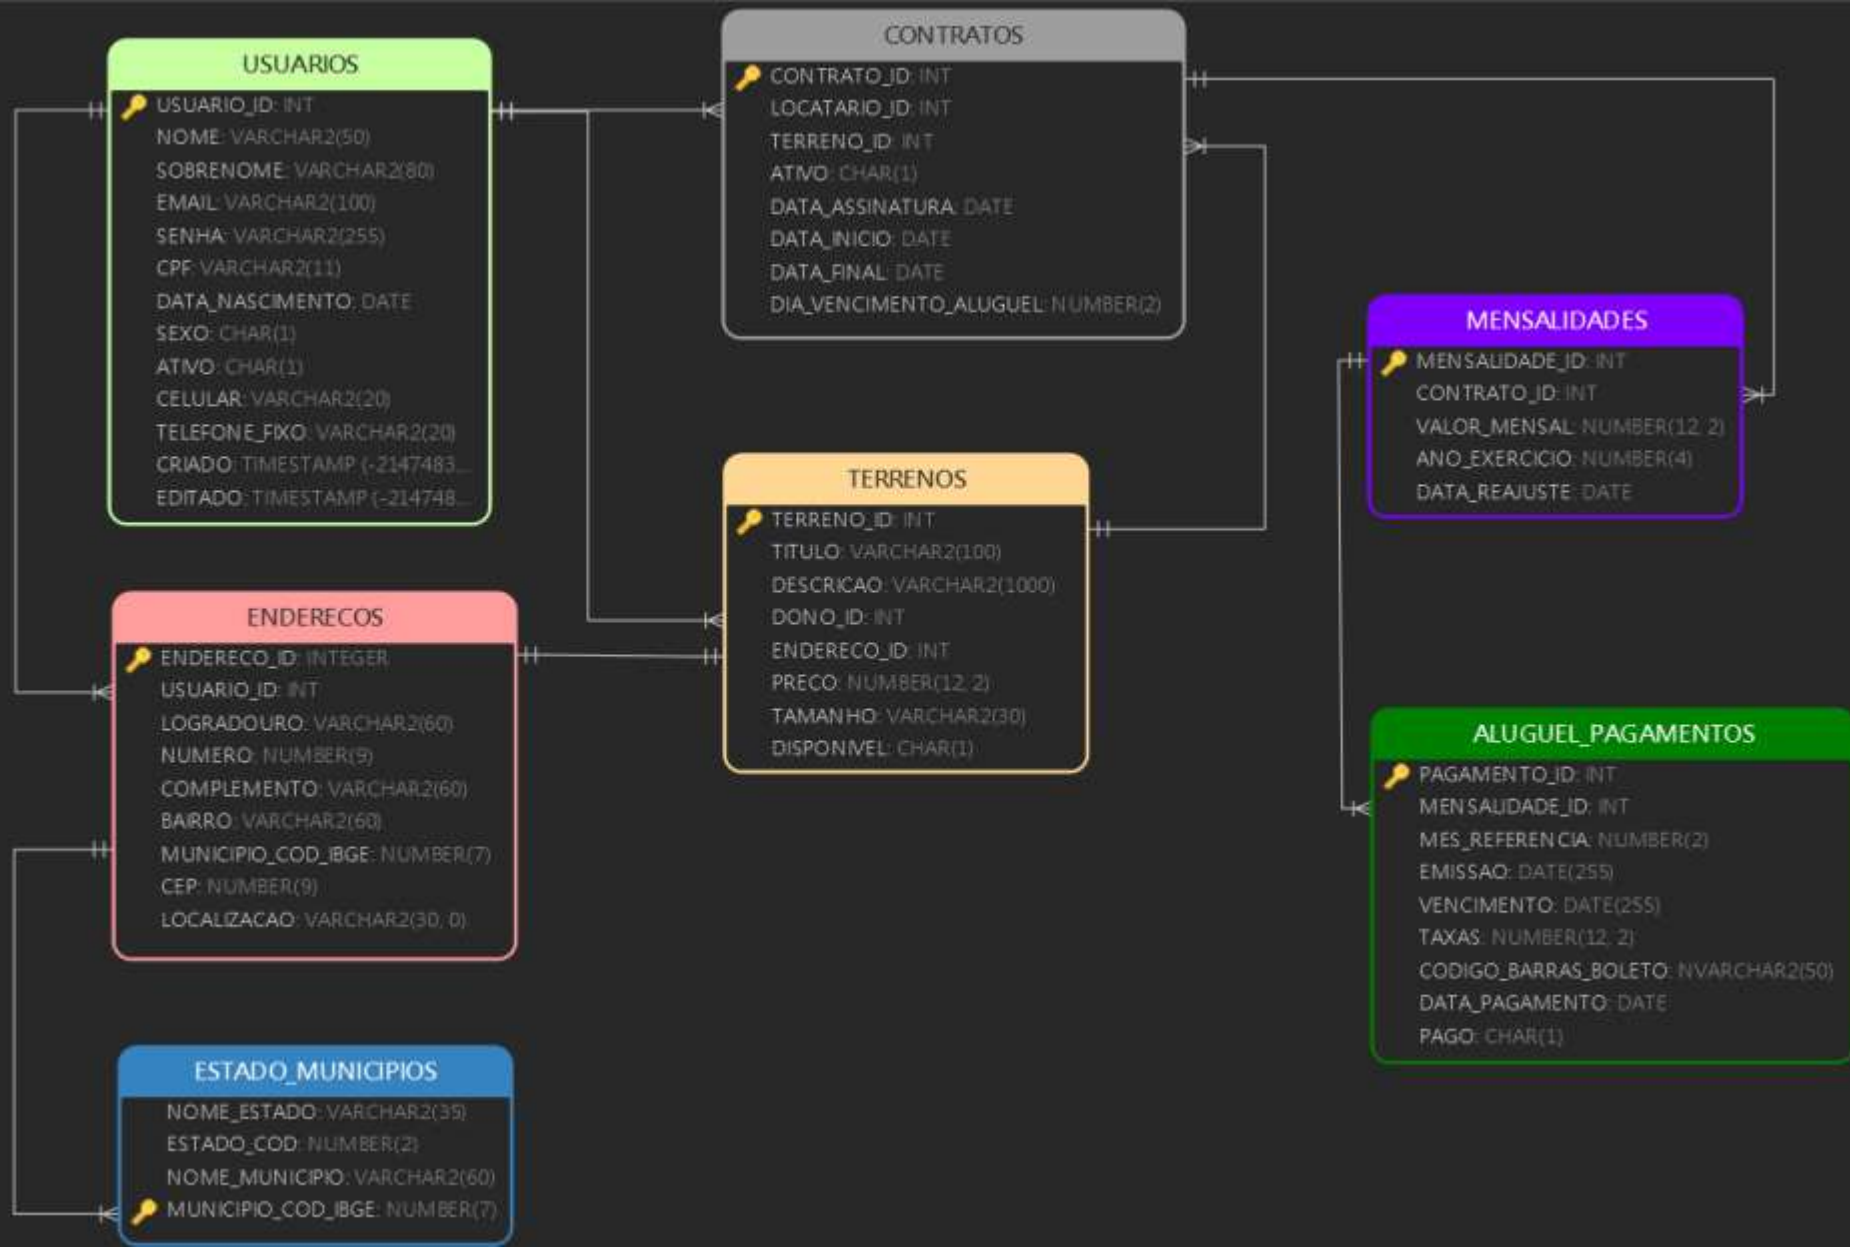 USUARIOS
USUARIO_ID: INT
NOME: VARCHAR2(50)
SOBRENOME: VARCHAR2(80)
EMAIL: VARCHAR2(100)
SENHA: VARCHAR2(255)
CPF: VARCHAR2(11)
DATA_NASCIMENTO: DATE
SEXO: CHAR(1)
ATIVO: CHAR(1)
CELULAR: VARCHAR2(20)
TELEFONE_FIXO: VARCHAR2(20)
CRIADO: TIMESTAMP (-2147483...
EDITADO: TIMESTAMP (-214748...
CONTRATOS
CONTRATO_ID: INT
LOCATARIO_ID: INT
TERRENO_ID: INT
ATIVO: CHAR(1)
DATA_ASSINATURA: DATE
DATA_INICIO: DATE
DATA_FINAL: DATE
DIA_VENCIMENTO_ALUGUEL: NUMBER(2)
MENSALIDADES
MENSALIDADE_ID: INT
CONTRATO_ID: INT
VALOR_MENSAL: NUMBER(12, 2)
ANO_EXERCICIO: NUMBER(4)
DATA_REAJUSTE: DATE
TERRENOS
TERRENO_ID: INT
TITULO: VARCHAR2(100)
DESCRICAO: VARCHAR2(1000)
DONO_ID: INT
ENDERECO_ID: INT
PRECO: NUMBER(12, 2)
TAMANHO: VARCHAR2(30)
DISPONIVEL: CHAR(1)
ENDERECOS
ENDERECO_ID: INTEGER
USUARIO_ID: INT
LOGRADOURO: VARCHAR2(60)
NUMERO: NUMBER(9)
COMPLEMENTO: VARCHAR2(60)
BAIRRO: VARCHAR2(60)
MUNICIPIO_COD_IBGE: NUMBER(7)
CEP: NUMBER(9)
LOCALIZACAO: VARCHAR2(30, 0)
ALUGUEL_PAGAMENTOS
PAGAMENTO_ID: INT
MENSALIDADE_ID: INT
MES_REFERENCIA: NUMBER(2)
EMISSAO: DATE(255)
VENCIMENTO: DATE(255)
TAXAS: NUMBER(12, 2)
CODIGO_BARRAS_BOLETO: NVARCHAR2(50)
DATA_PAGAMENTO: DATE
PAGO: CHAR(1)
ESTADO_MUNICIPIOS
NOME_ESTADO: VARCHAR2(35)
ESTADO_COD: NUMBER(2)
NOME_MUNICIPIO: VARCHAR2(60)
MUNICIPIO_COD_IBGE: NUMBER(7)